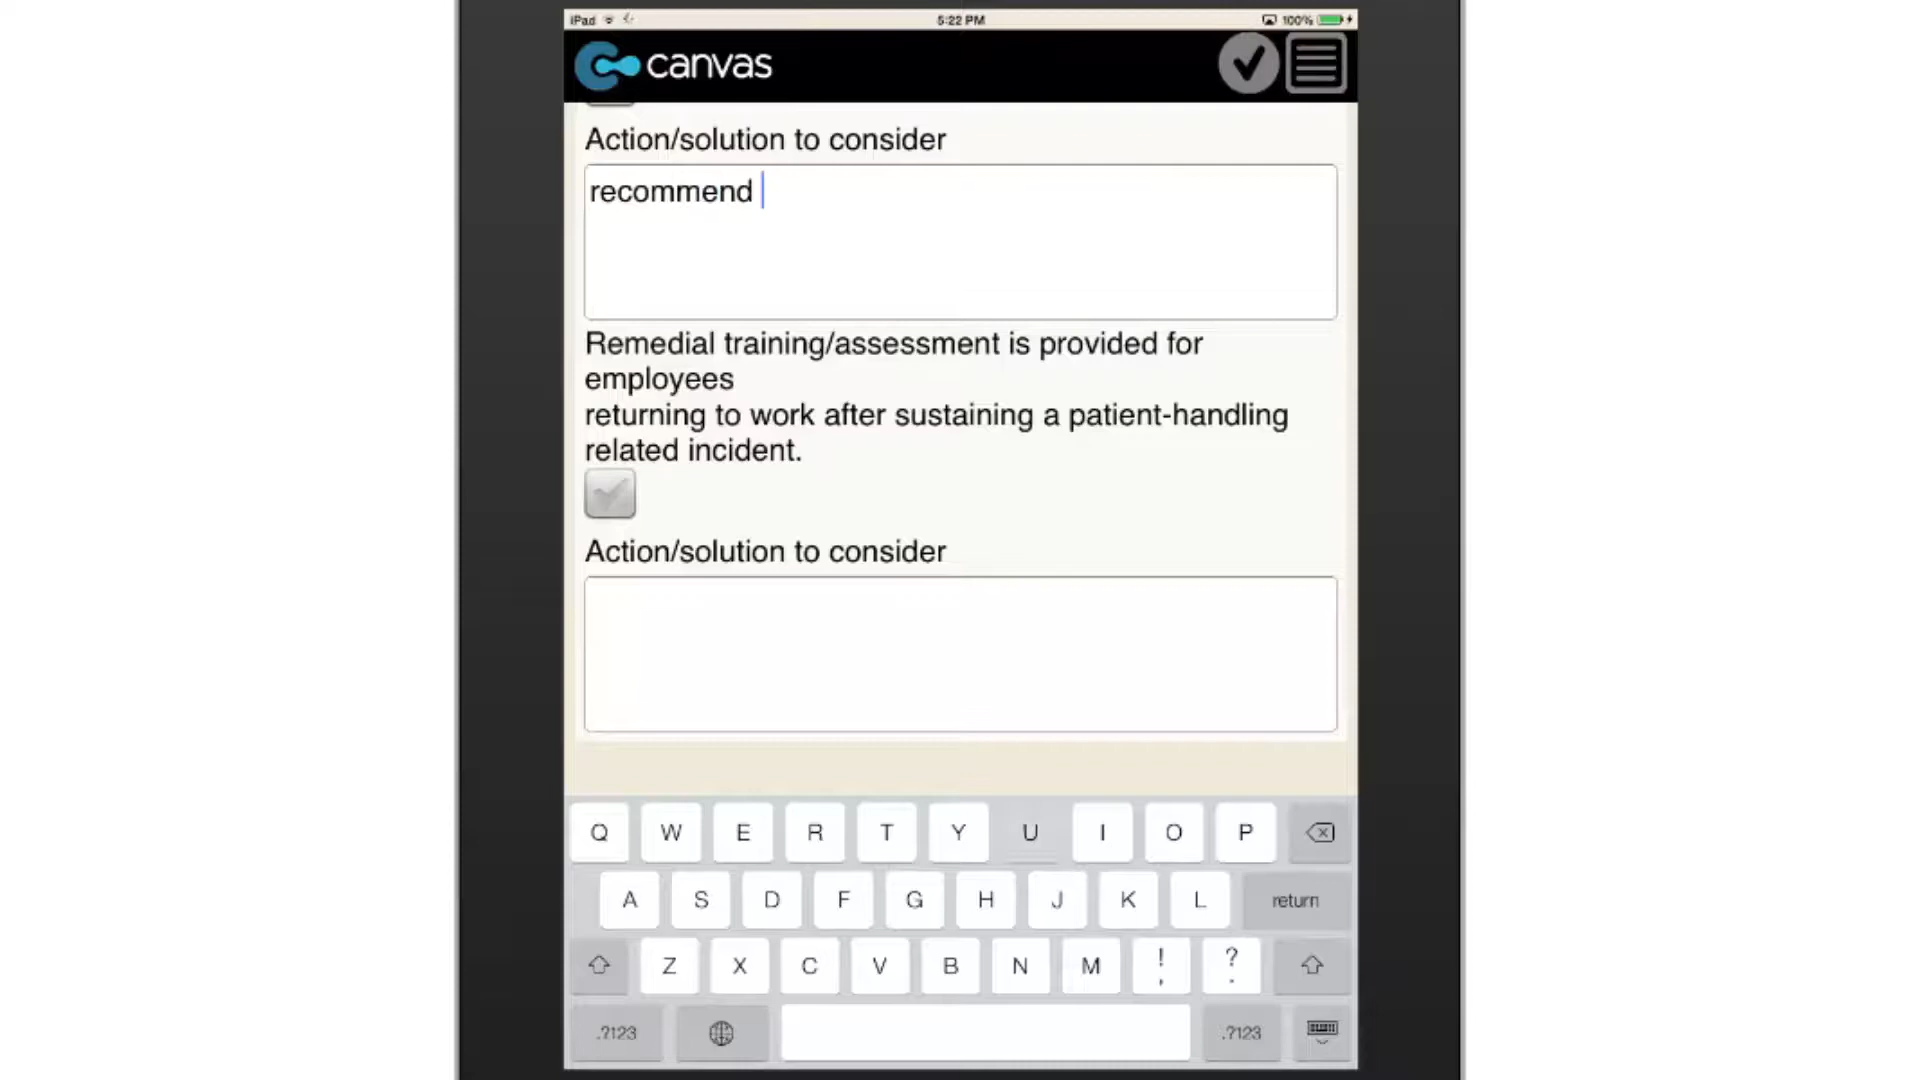 iPad 5:22 PM 100%
canvas
Action/solution to consider
recommend
Remedial training/assessment is provided for
employees
returning to work after sustaining a patient-handling
related incident.
Action/solution to consider
Q W E R T Y U I O P
A S D F G H J K L return
Z X C V B N M ! , ? .
.?123 .?123